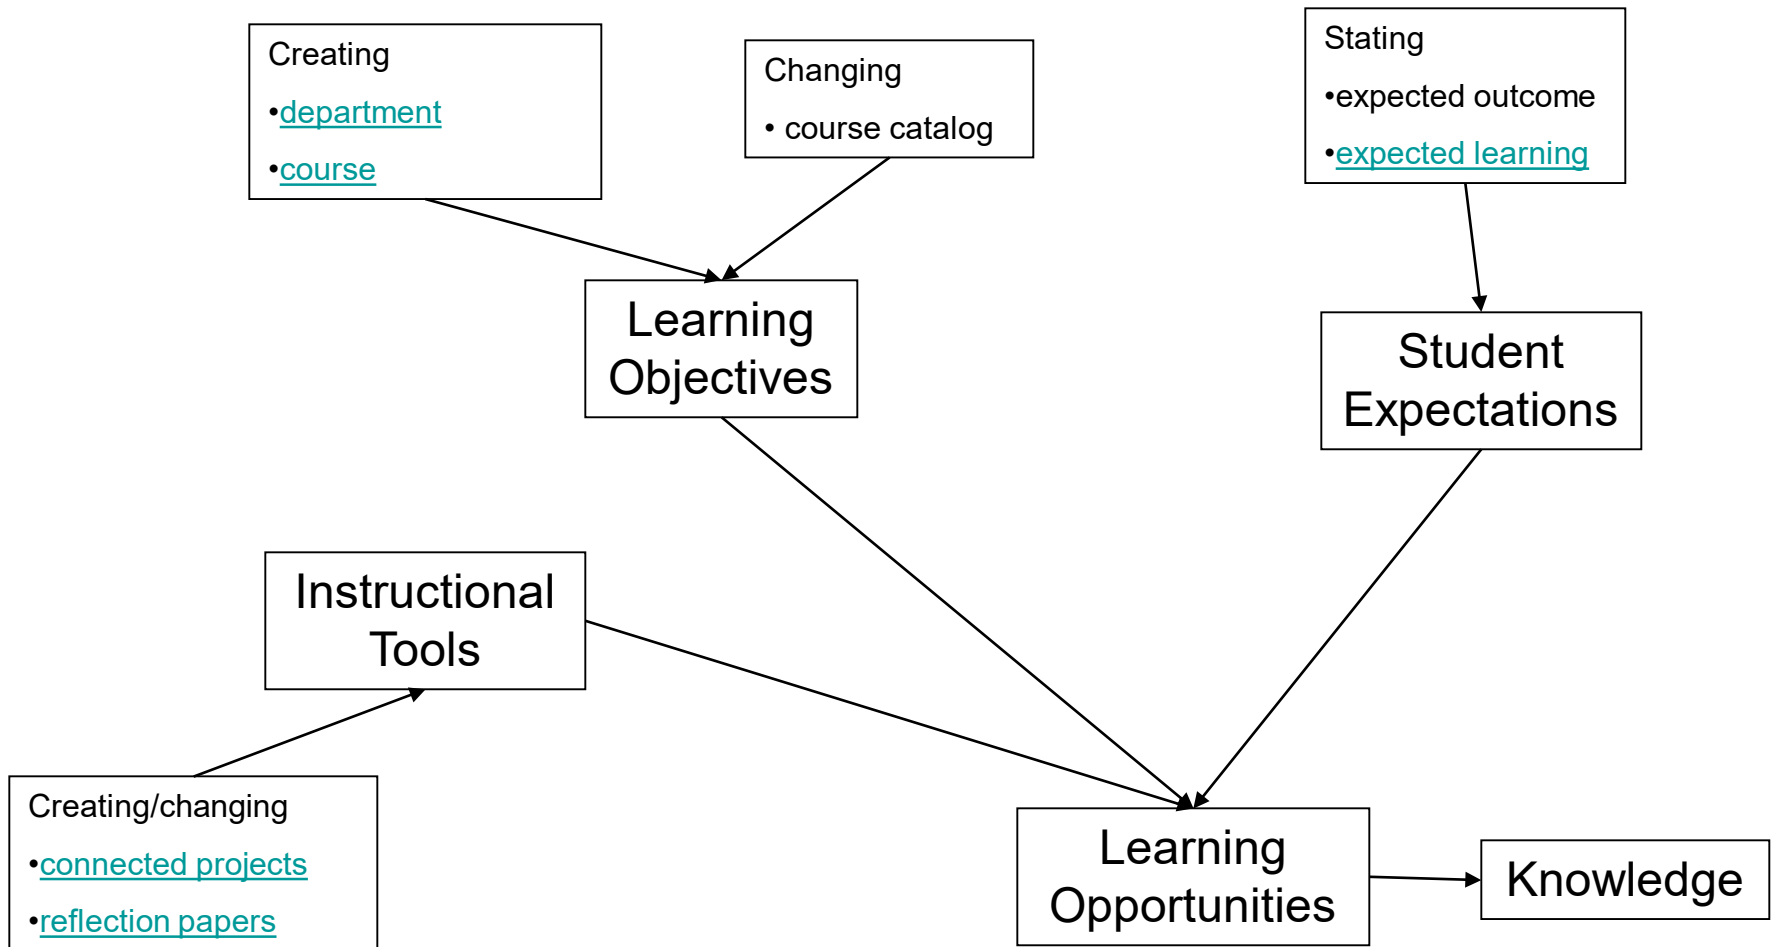 Creating
•department
•course
Changing
• course catalog
Stating
•expected outcome
•expected learning
Learning
Objectives
Student
Expectations
Instructional
Tools
Creating/changing
•connected projects
•reflection papers
Learning
Opportunities
Knowledge